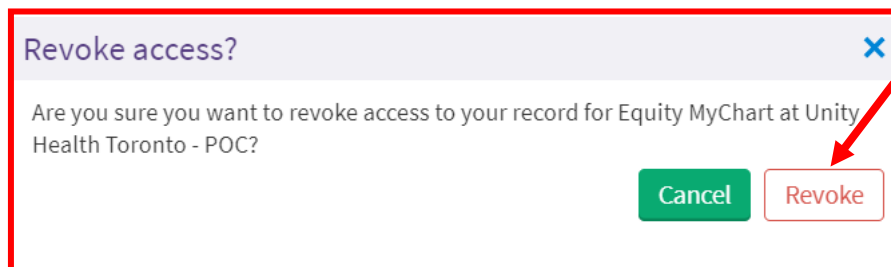 Revoke access?
Are you sure you want to revoke access to your record for Equity MyChart at Unity
Health Toronto - POC?
Cancel Revoke